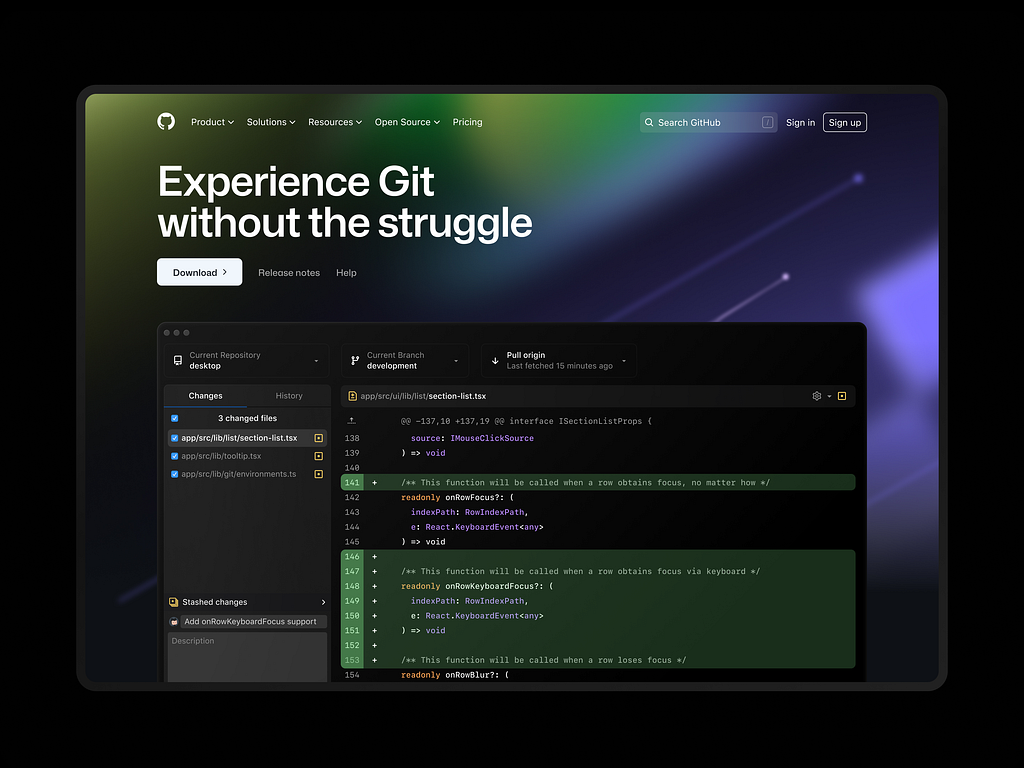 Product Solutions Resources Open Source Pricing Search GitHub / Sign in Sign up
Experience Git
without the struggle
Download Release notes Help
Current Repository
desktop
Current Branch
development
Pull origin
Last fetched 15 minutes ago
Changes History
3 changed files
app/src/lib/list/section-list.tsx
app/src/lib/tooltip.tsx
app/src/lib/git/environments.ts
Stashed changes
Add onRowKeyboardFocus support
Description
app/src/ui/lib/list/section-list.tsx
@@ -137,10 +137,19 @@ interface ISectionListProps {
138 source: IMouseClickSource
139 ) => void
140
141 + /** This function will be called when a row obtains focus, no matter how */
142 readonly onRowFocus?: (
143 indexPath: RowIndexPath,
144 e: React.KeyboardEvent<any>
145 ) => void
146 +
147 + /** This function will be called when a row obtains focus via keyboard */
148 + readonly onRowKeyboardFocus?: (
149 + indexPath: RowIndexPath,
150 + e: React.KeyboardEvent<any>
151 + ) => void
152 +
153 + /** This function will be called when a row loses focus */
154 readonly onRowBlur?: (